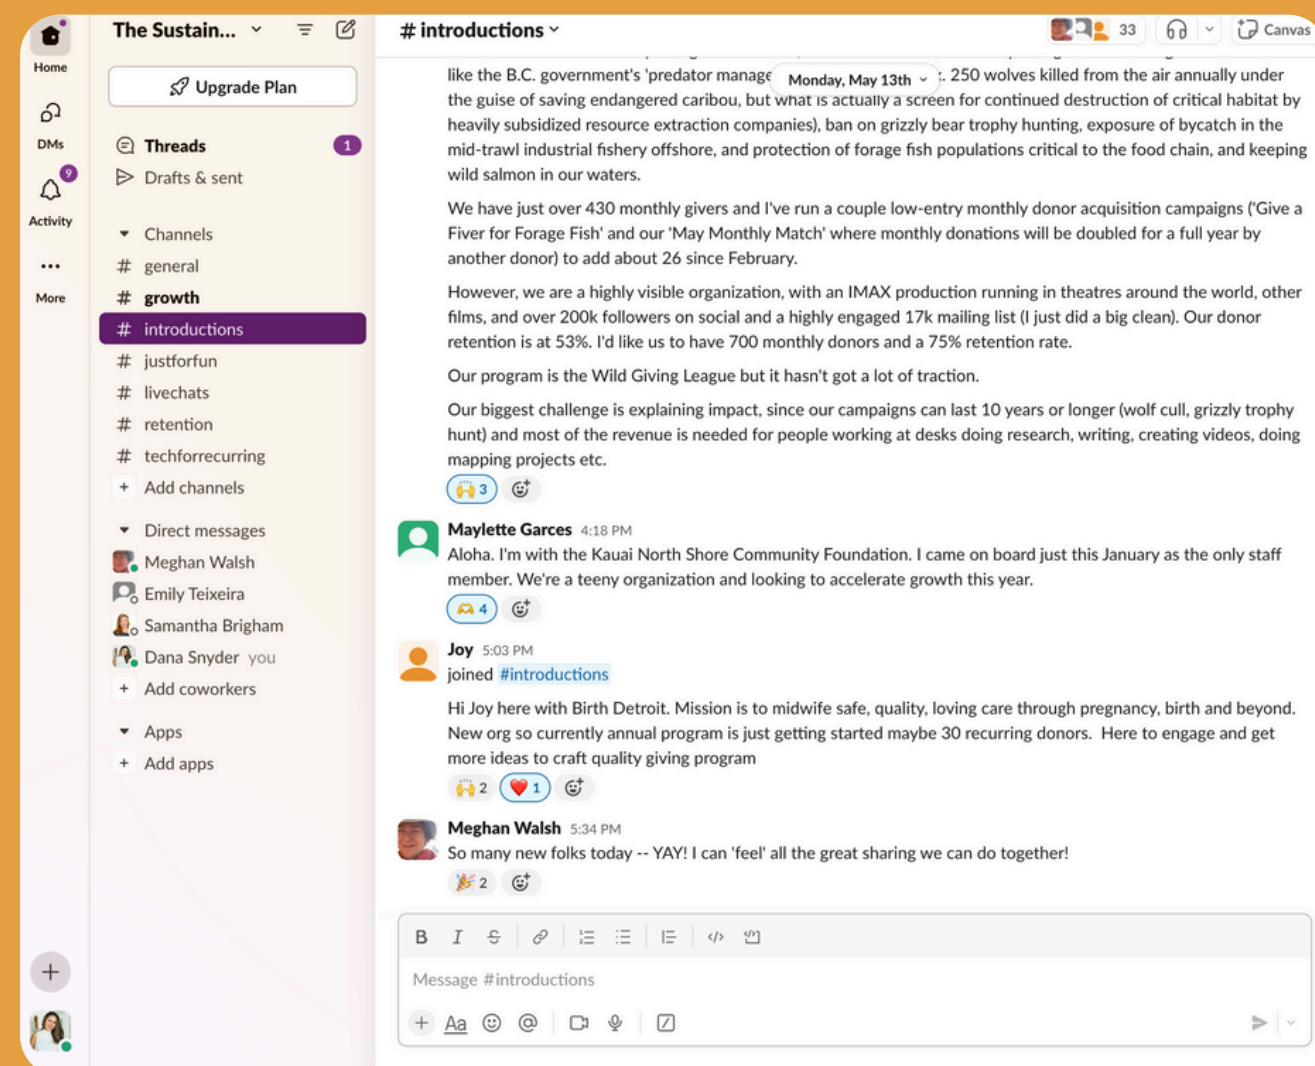 Home
DMs
9
Activity
More
The Sustain...
Upgrade Plan
Threads 1
Drafts & sent
Channels
# general
# growth
# introductions
# justforfun
# livechats
# retention
# techforrecurring
+ Add channels
Direct messages
Meghan Walsh
Emily Teixeira
Samantha Brigham
Dana Snyder you
+ Add coworkers
Apps
+ Add apps
# introductions
33
Canvas
Monday, May 13th
like the B.C. government's 'predator manage . 250 wolves killed from the air annually under
the guise of saving endangered caribou, but what is actually a screen for continued destruction of critical habitat by
heavily subsidized resource extraction companies), ban on grizzly bear trophy hunting, exposure of bycatch in the
mid-trawl industrial fishery offshore, and protection of forage fish populations critical to the food chain, and keeping
wild salmon in our waters.
We have just over 430 monthly givers and I've run a couple low-entry monthly donor acquisition campaigns ('Give a
Fiver for Forage Fish' and our 'May Monthly Match' where monthly donations will be doubled for a full year by
another donor) to add about 26 since February.
However, we are a highly visible organization, with an IMAX production running in theatres around the world, other
films, and over 200k followers on social and a highly engaged 17k mailing list (I just did a big clean). Our donor
retention is at 53%. I'd like us to have 700 monthly donors and a 75% retention rate.
Our program is the Wild Giving League but it hasn't got a lot of traction.
Our biggest challenge is explaining impact, since our campaigns can last 10 years or longer (wolf cull, grizzly trophy
hunt) and most of the revenue is needed for people working at desks doing research, writing, creating videos, doing
mapping projects etc.
🙌 3
Maylette Garces 4:18 PM
Aloha. I'm with the Kauai North Shore Community Foundation. I came on board just this January as the only staff
member. We're a teeny organization and looking to accelerate growth this year.
🫶 4
Joy 5:03 PM
joined #introductions
Hi Joy here with Birth Detroit. Mission is to midwife safe, quality, loving care through pregnancy, birth and beyond.
New org so currently annual program is just getting started maybe 30 recurring donors. Here to engage and get
more ideas to craft quality giving program
🙌 2 ❤️ 1
Meghan Walsh 5:34 PM
So many new folks today -- YAY! I can 'feel' all the great sharing we can do together!
🎉 2
B I S
Message #introductions
+ Aa @